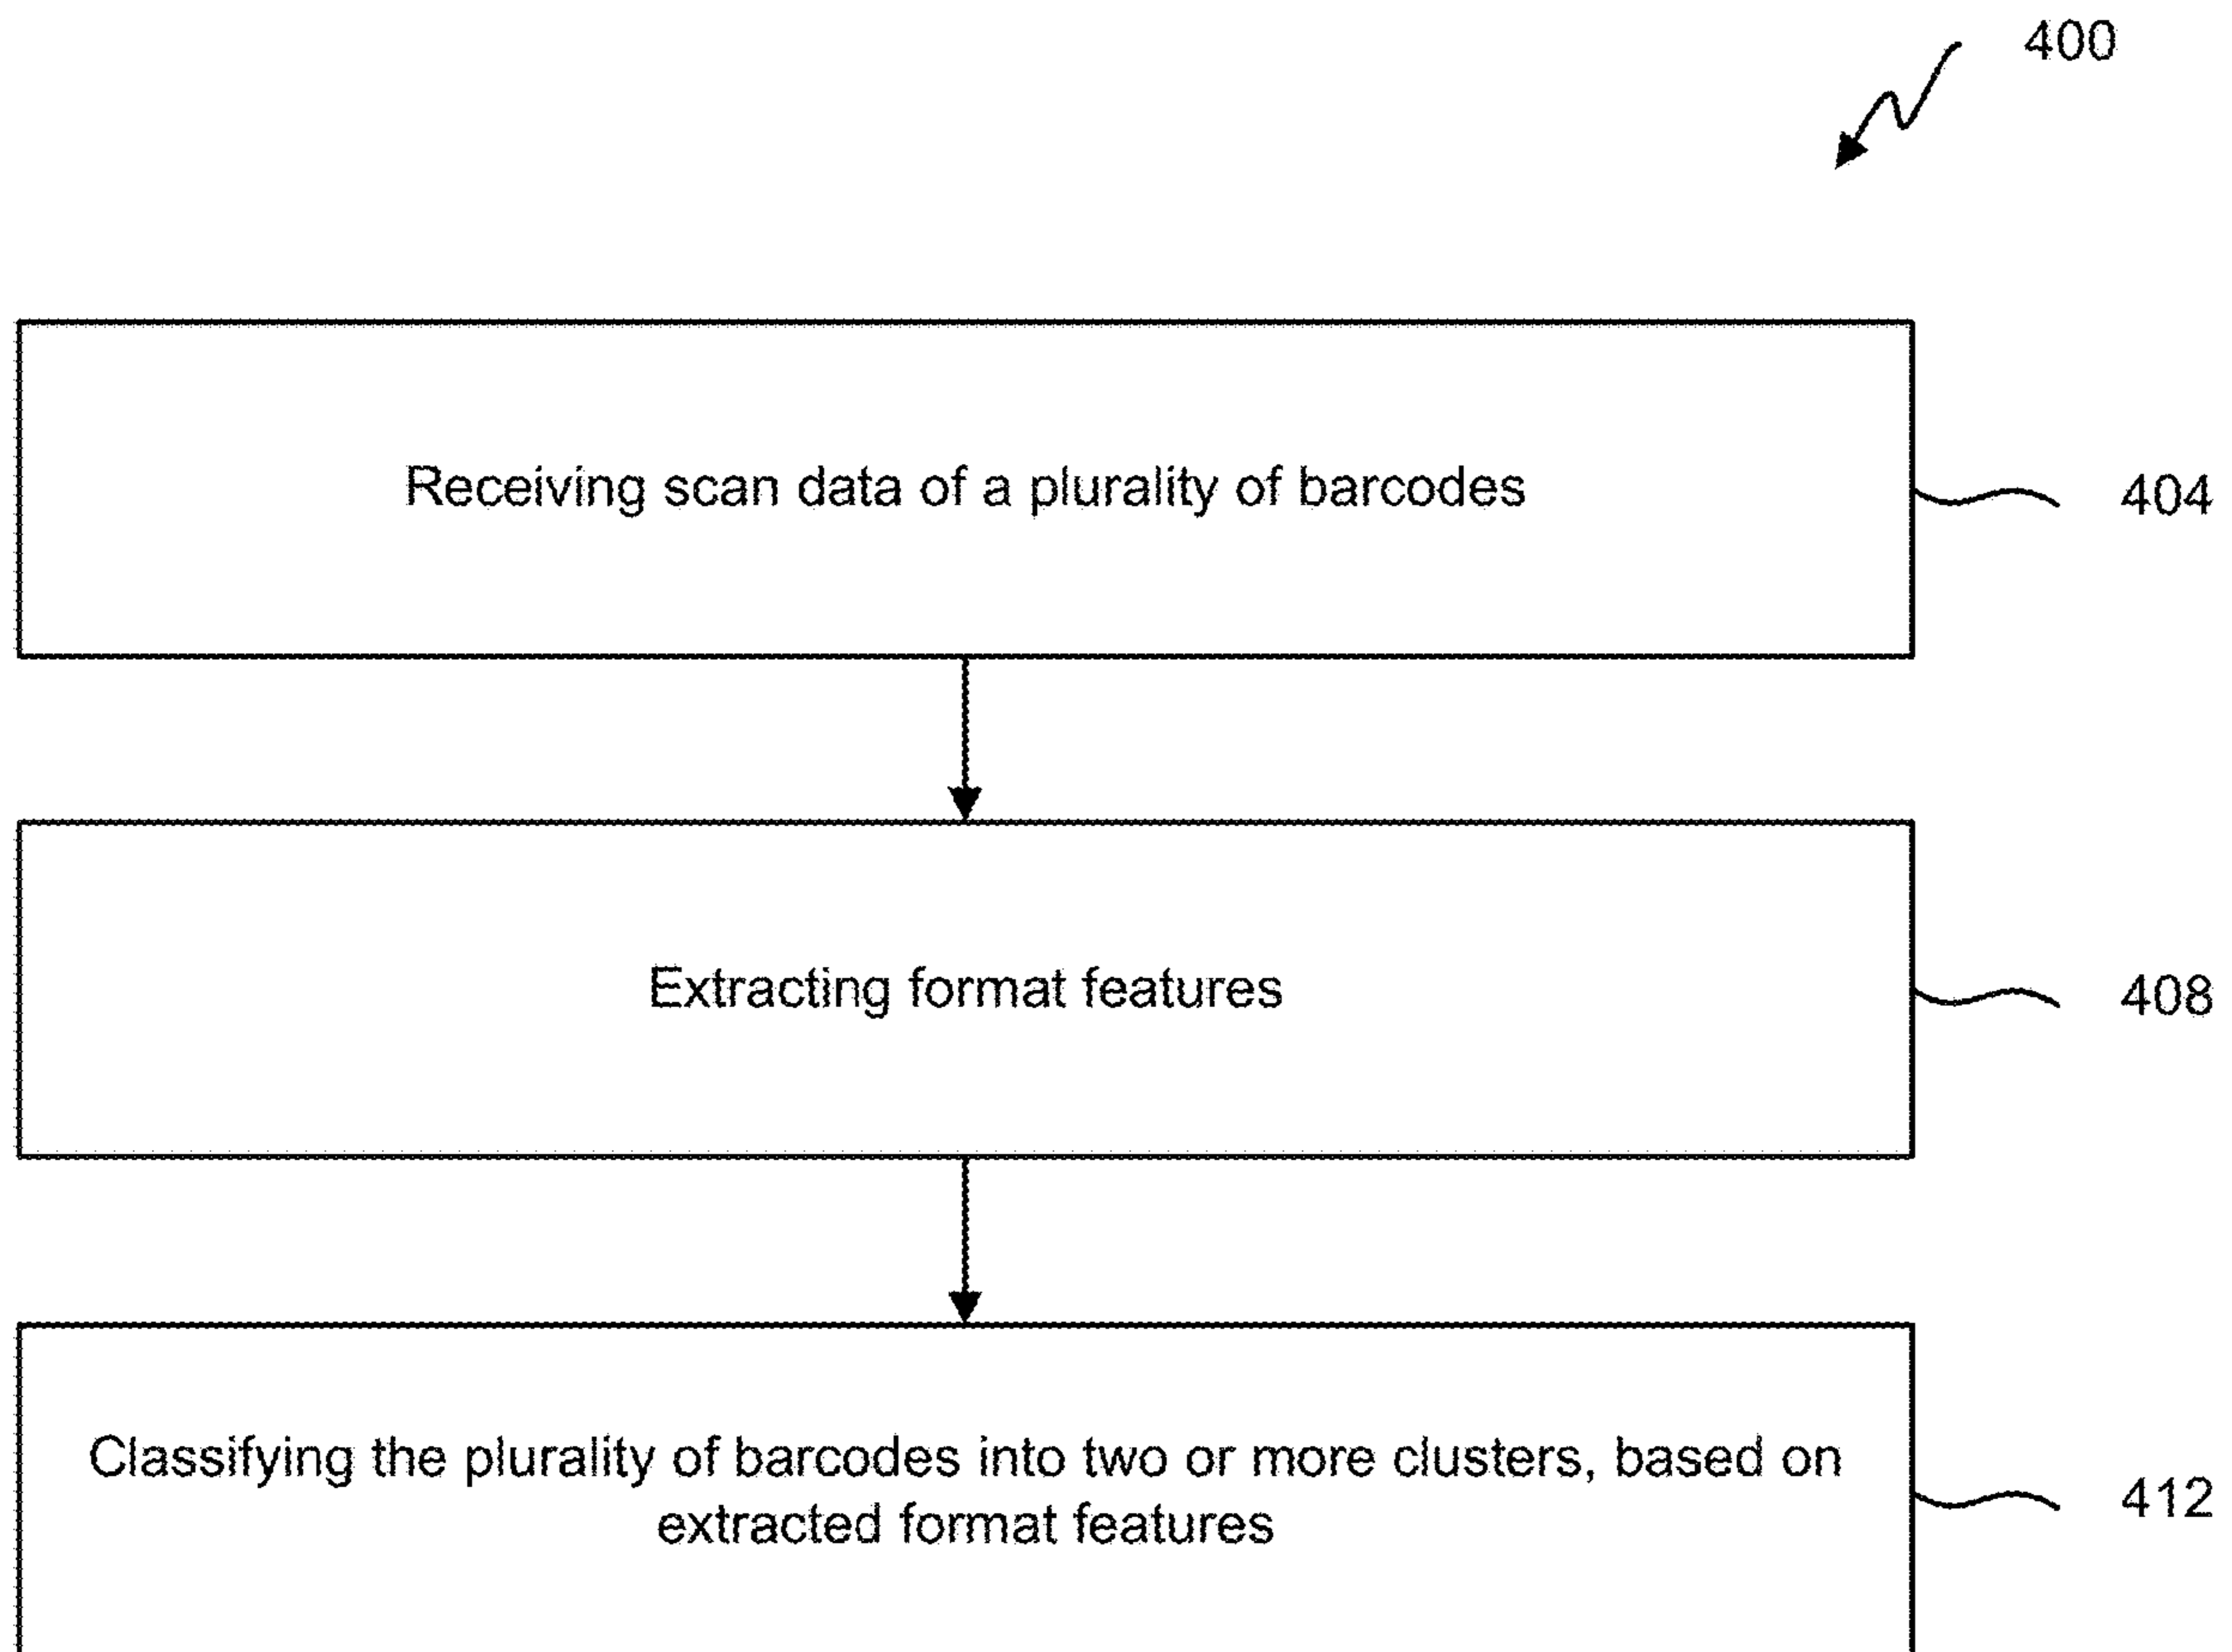 400
Receiving scan data of a plurality of barcodes
404
Extracting format features
408
Classifying the plurality of barcodes into two or more clusters, based on
extracted format features
412